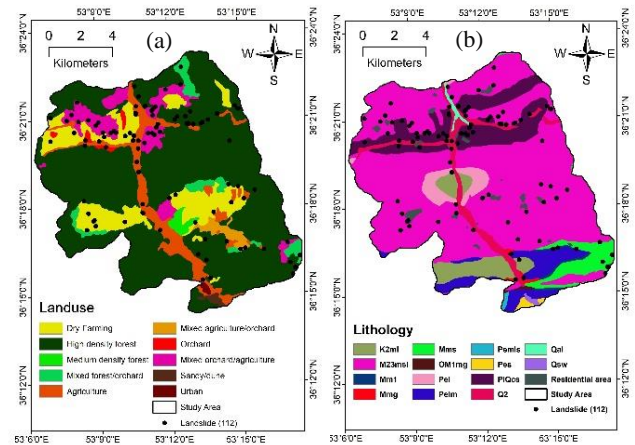 53°9'0"E 53°12'0"E 53°15'0"E
36°24'0"N
0 2 4
Kilometers
(a)
N
W E
S
36°21'0"N
36°18'0"N
36°15'0"N
36°12'0"N
Landuse
Dry Farming
High density forest
Medium density forest
Mixed forest/orchard
Agriculture
Mixed agriculture/orchard
Orchard
Mixed orchard/agriculture
Sandy/dune
Urban
Study Area
Landslide (112)
53°6'0"E 53°9'0"E 53°12'0"E 53°15'0"E
53°9'0"E 53°12'0"E 53°15'0"E
0 2 4
Kilometers
(b)
N
W E
S
36°24'0"N
36°21'0"N
36°18'0"N
36°15'0"N
36°12'0"N
Lithology
K2ml
M23msl
Mmg
Mms
Pel
Pelm
Pemls
Pes
PlQcs
Q2
Qal
Qsw
Residential area
Study Area
Landslide (112)
53°6'0"E 53°9'0"E 53°12'0"E 53°15'0"E